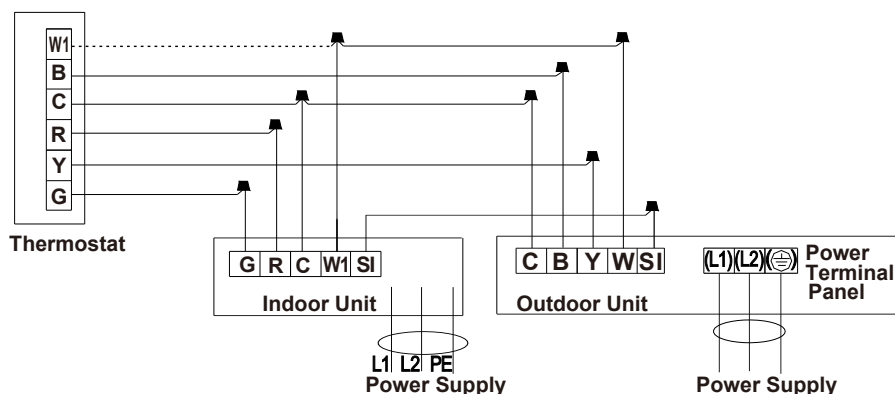 W1
B
C
R
Y
G
Thermostat
G R C W1 SI
Indoor Unit
L1 L2 PE
Power Supply
C B Y W SI
Outdoor Unit
(L1) (L2) (⏚)
Power
Terminal
Panel
Power Supply